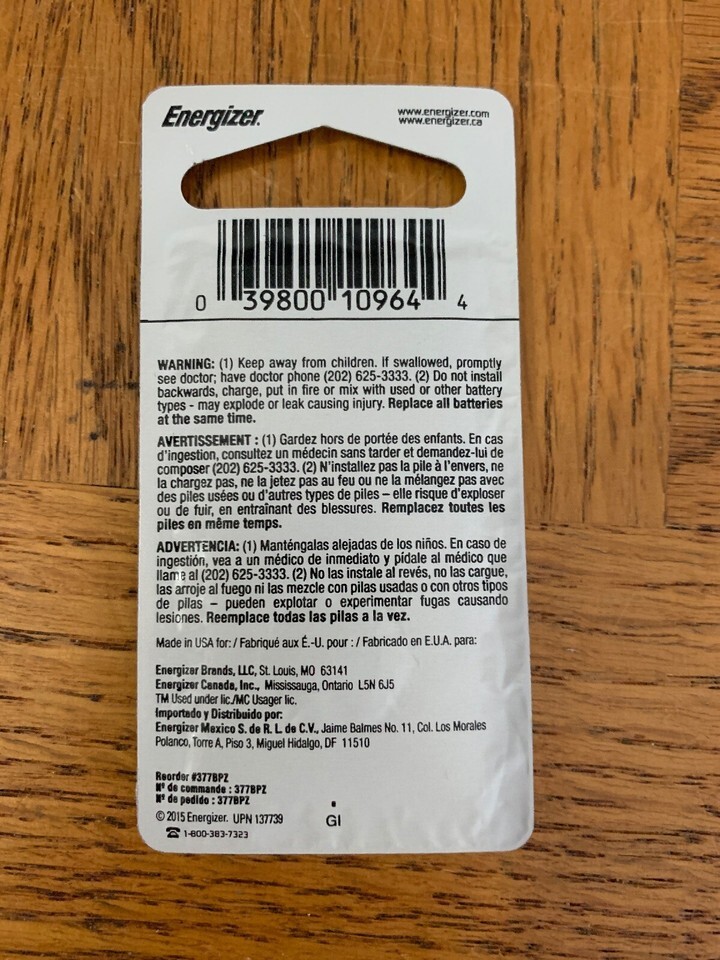 Energizer.
www.energizer.com
www.energizer.ca
0 39800 10964 4
WARNING: (1) Keep away from children. If swallowed, promptly
see doctor; have doctor phone (202) 625-3333. (2) Do not install
backwards, charge, put in fire or mix with used or other battery
types - may explode or leak causing injury. Replace all batteries
at the same time.
AVERTISSEMENT : (1) Gardez hors de portée des enfants. En cas
d'ingestion, consultez un médecin sans tarder et demandez-lui de
composer (202) 625-3333. (2) N'installez pas la pile à l'envers, ne
la chargez pas, ne la jetez pas au feu ou ne la mélangez pas avec
des piles usées ou d'autres types de piles – elle risque d'exploser
ou de fuir, en entraînant des blessures. Remplacez toutes les
piles en même temps.
ADVERTENCIA: (1) Manténgalas alejadas de los niños. En caso de
ingestión, vea a un médico de inmediato y pídale al médico que
llame al (202) 625-3333. (2) No las instale al revés, no las cargue,
las arroje al fuego ni las mezcle con pilas usadas o con otros tipos
de pilas – pueden explotar o experimentar fugas causando
lesiones. Reemplace todas las pilas a la vez.
Made in USA for: / Fabriqué aux É.-U. pour : / Fabricado en E.U.A. para:
Energizer Brands, LLC, St. Louis, MO 63141
Energizer Canada, Inc., Mississauga, Ontario L5N 6J5
TM Used under lic./MC Usager lic.
Importado y Distribuido por:
Energizer Mexico S. de R. L. de C.V., Jaime Balmes No. 11, Col. Los Morales
Polanco, Torre A, Piso 3, Miguel Hidalgo, DF 11510
Reorder #377BPZ
Nº de commande : 377BPZ
Nº de pedido : 377BPZ
© 2015 Energizer. UPN 137739
GI
☎ 1-800-383-7323